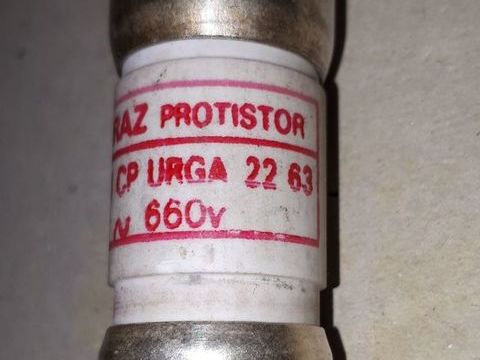 RAZ PROTISTOR
CP URGA 22 63
~ 660v